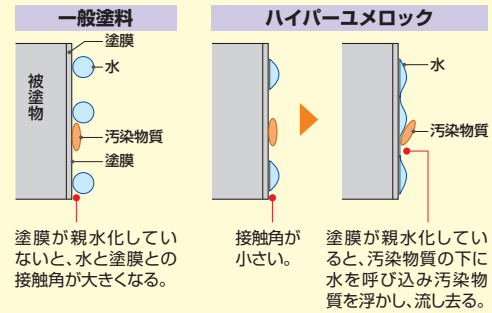 一般塗料
塗膜
水
被塗物
汚染物質
塗膜
塗膜が親水化してい
ないと、水と塗膜との
接触角が大きくなる。
ハイパーユメロック
水
汚染物質
接触角が
小さい。
塗膜が親水化してい
ると、汚染物質の下に
水を呼び込み汚染物
質を浮かし、流し去る。